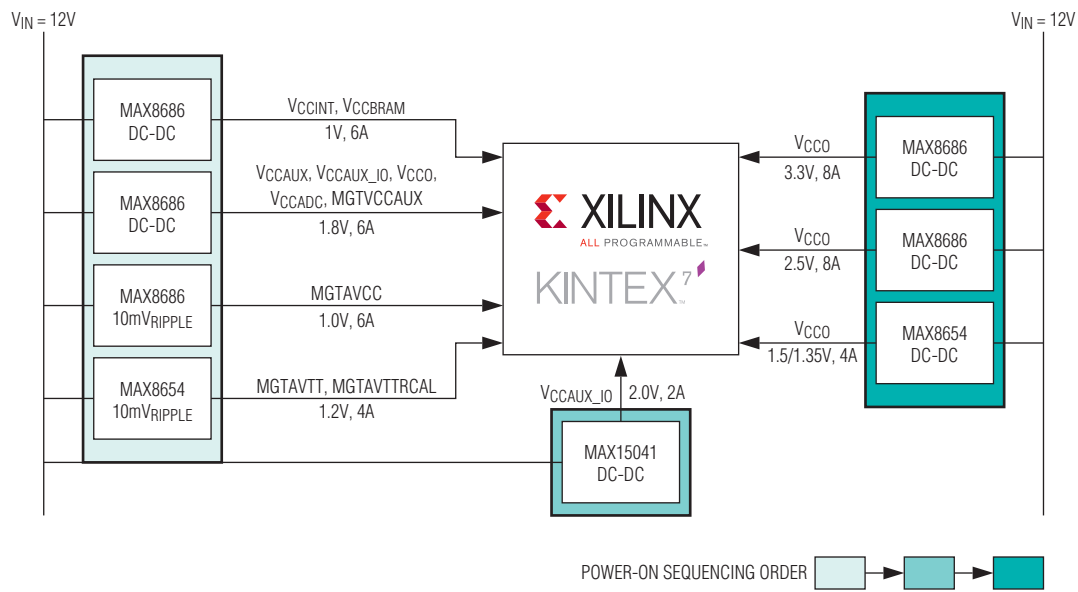 VIN = 12V
VIN = 12V
MAX8686
DC-DC
VCCINT, VCCBRAM
1V, 6A
MAX8686
DC-DC
VCCAUX, VCCAUX_IO, VCCO,
VCCADC, MGTVCCAUX
1.8V, 6A
MAX8686
10mVRIPPLE
MGTAVCC
1.0V, 6A
MAX8654
10mVRIPPLE
MGTAVTT, MGTAVTTRCAL
1.2V, 4A
XILINX
ALL PROGRAMMABLE™
KINTEX 7™
VCCO
3.3V, 8A
MAX8686
DC-DC
VCCO
2.5V, 8A
MAX8686
DC-DC
VCCO
1.5/1.35V, 4A
MAX8654
DC-DC
VCCAUX_IO 2.0V, 2A
MAX15041
DC-DC
POWER-ON SEQUENCING ORDER